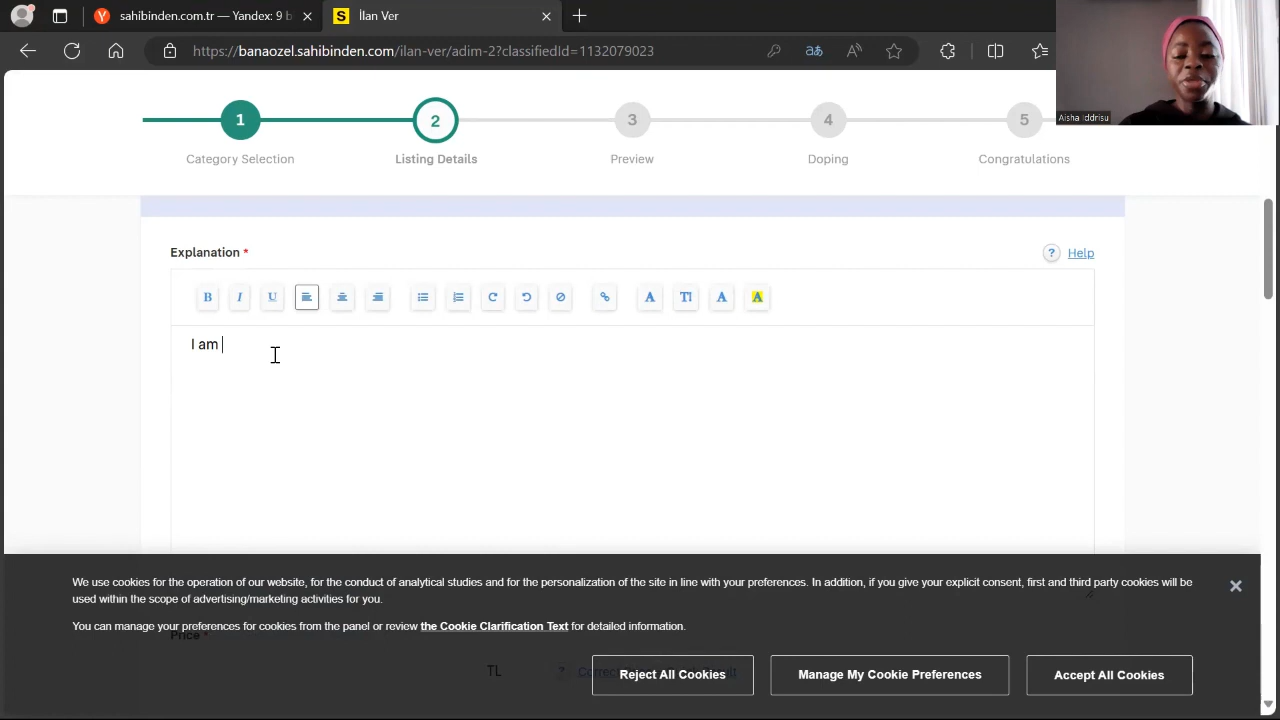 sahibinden.com.tr — Yandex: 9 b
İlan Ver
https://banaozel.sahibinden.com/ilan-ver/adim-2?classifiedId=1132079023
Aisha Iddrisu
1 2 3 4 5
Category Selection Listing Details Preview Doping Congratulations
Explanation *
? Help
B I U A T A A
I am
We use cookies for the operation of our website, for the conduct of analytical studies and for the personalization of the site in line with your preferences. In addition, if you give your explicit consent, first and third party cookies will be
used within the scope of advertising/marketing activities for you.
You can manage your preferences for cookies from the panel or review the Cookie Clarification Text for detailed information.
Price *
TL ?
Reject All Cookies Manage My Cookie Preferences Accept All Cookies